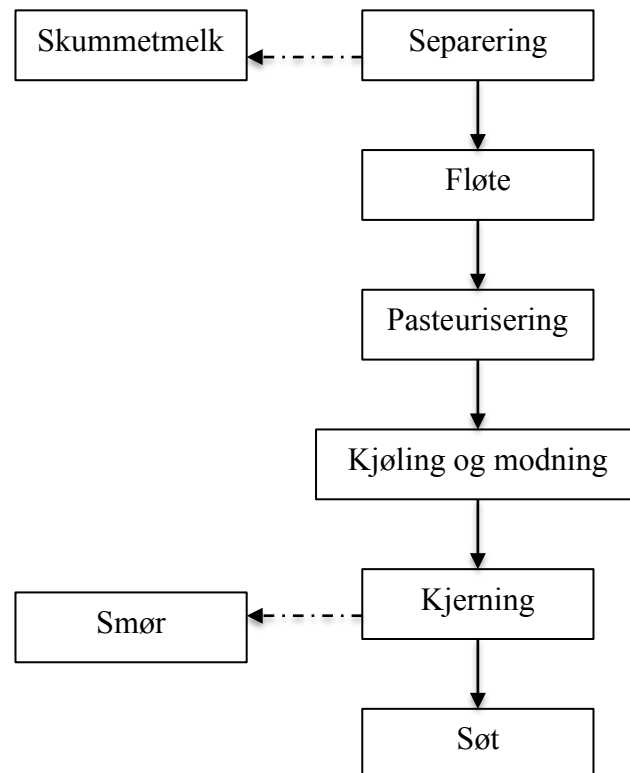 Skummetmelk
Separering
Fløte
Pasteurisering
Kjøling og modning
Smør
Kjerning
Søt